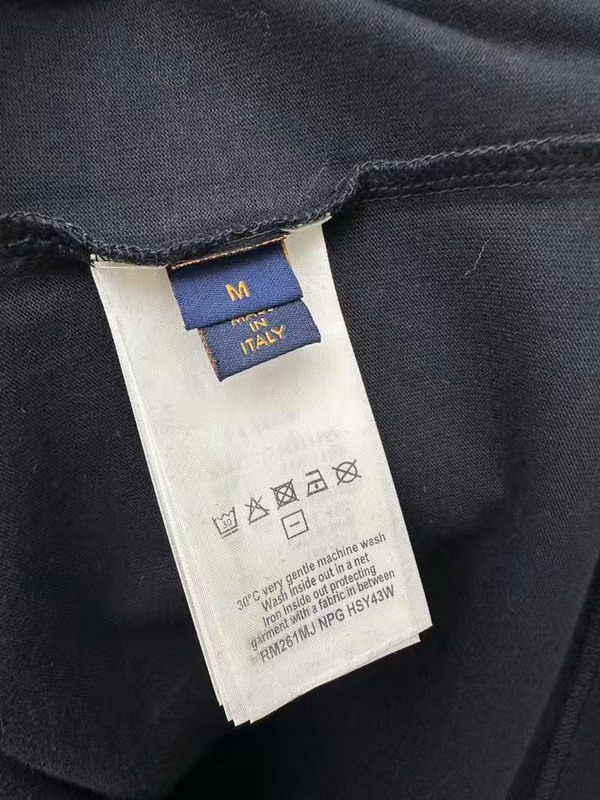 M
MADE
IN
ITALY
30
30°C very gentle machine wash
Wash inside out in a net
Iron inside out protecting
garment with a fabric in between
RM261MJ NPG HSY43W